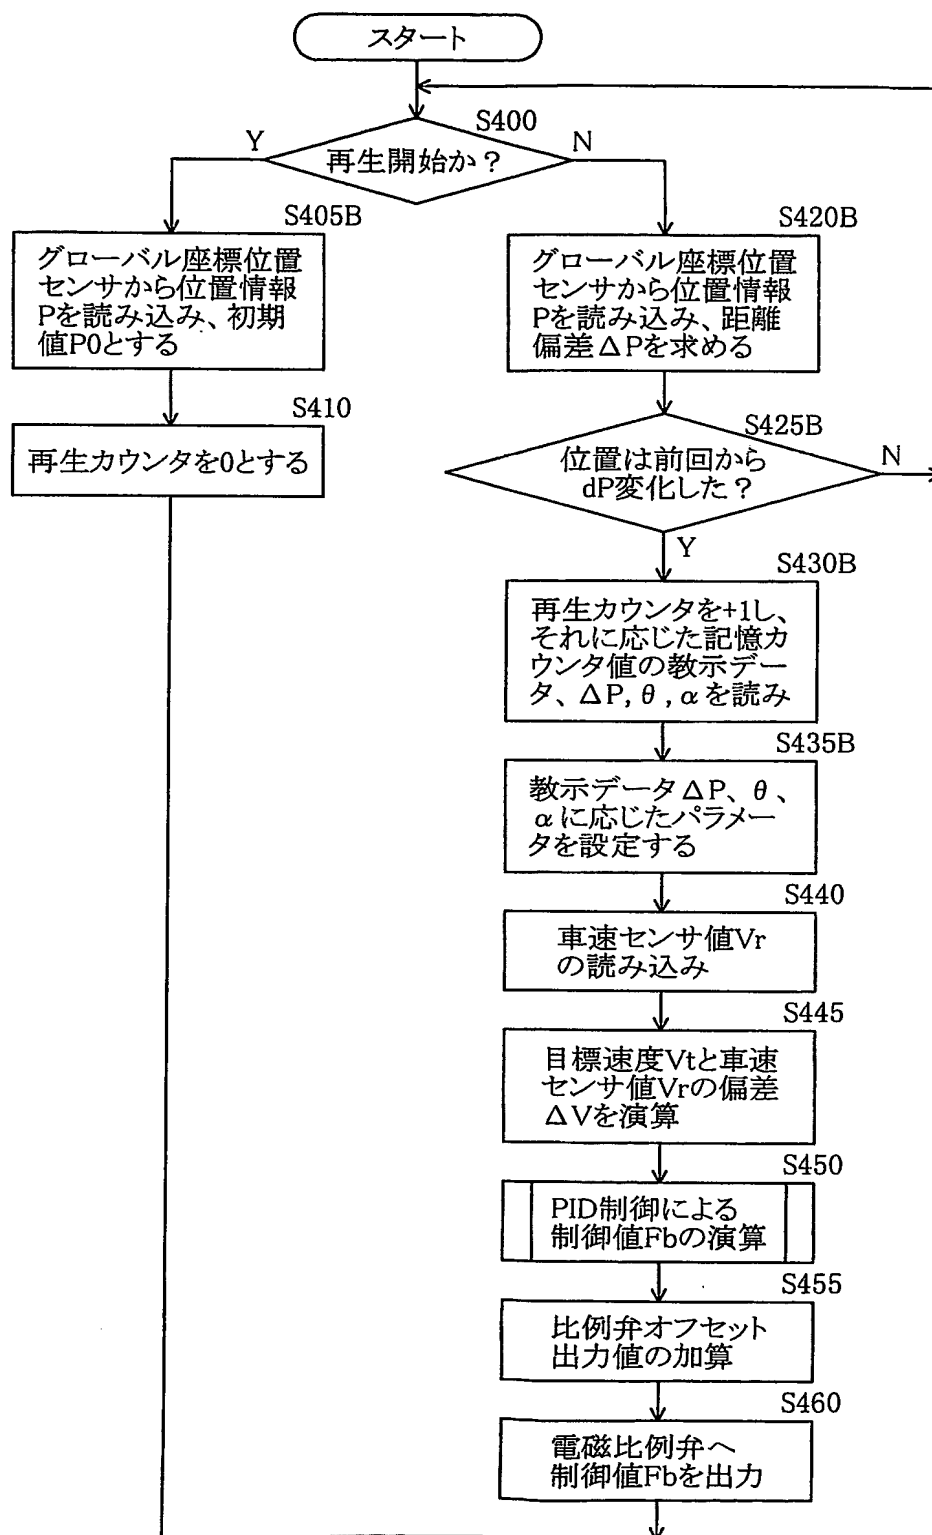 スタート
S400
Y
再生開始か？
N
S405B
グローバル座標位置
センサから位置情報
Pを読み込み、初期
値P0とする
S410
再生カウンタを0とする
S420B
グローバル座標位置
センサから位置情報
Pを読み込み、距離
偏差ΔPを求める
S425B
位置は前回から
dP変化した？
N
Y
S430B
再生カウンタを+1し、
それに応じた記憶カ
ウンタ値の教示デー
タ、ΔP, θ , αを読み
S435B
教示データΔP、θ、
αに応じたパラメー
タを設定する
S440
車速センサ値Vr
の読み込み
S445
目標速度Vtと車速
センサ値Vrの偏差
ΔVを演算
S450
PID制御による
制御値Fbの演算
S455
比例弁オフセット
出力値の加算
S460
電磁比例弁へ
制御値Fbを出力